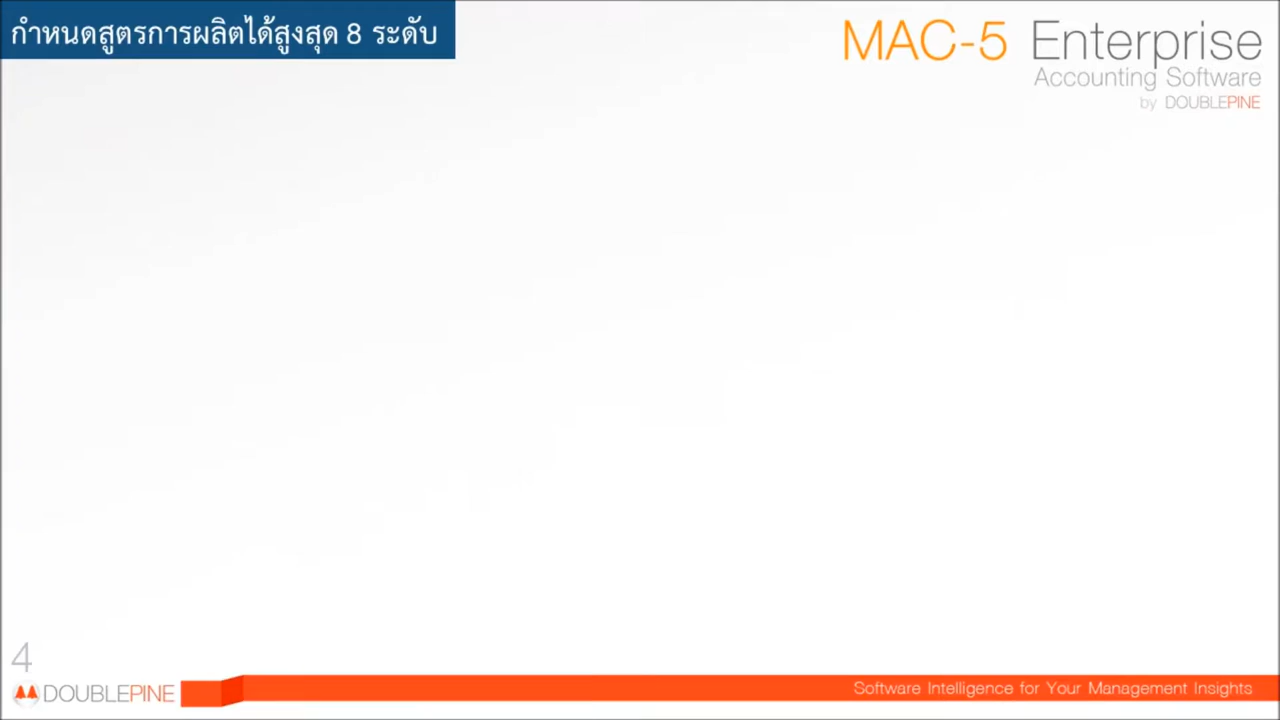 กำหนดสูตรการผลิตได้สูงสุด 8 ระดับ
MAC-5 Enterprise
Accounting Software
by DOUBLEPINE
4
DOUBLEPINE
Software Intelligence for Your Management Insights